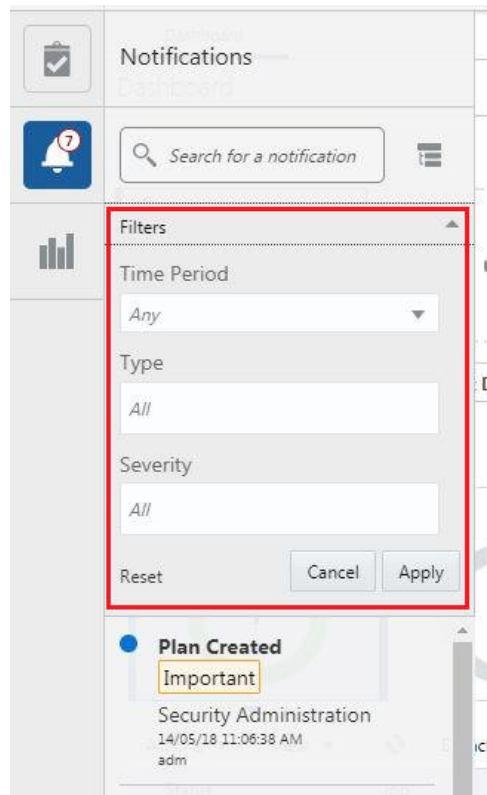 Notifications
7
Search for a notification
Filters
Time Period
Any
Type
All
Severity
All
Reset
Cancel
Apply
Plan Created
Important
Security Administration
14/05/18 11:06:38 AM
adm